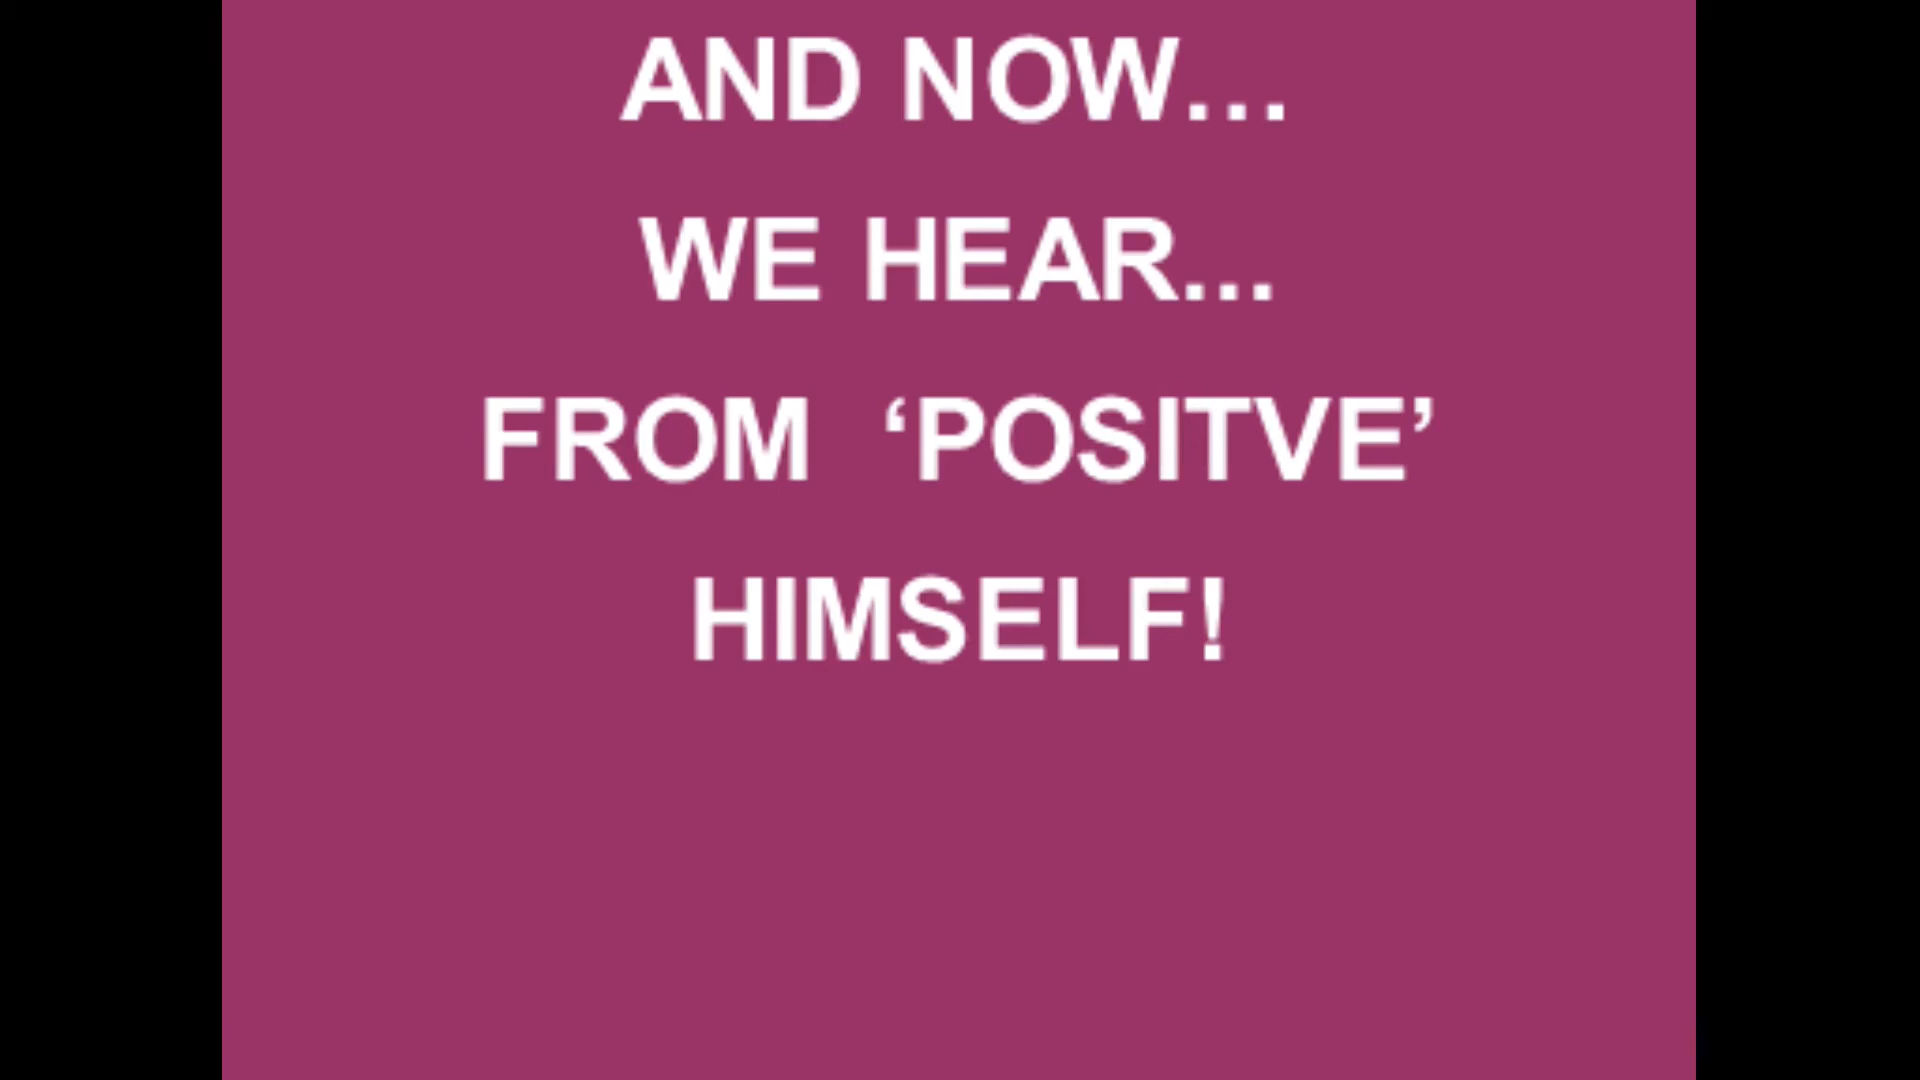 AND NOW…
WE HEAR...
FROM  ‘POSITVE’
HIMSELF!